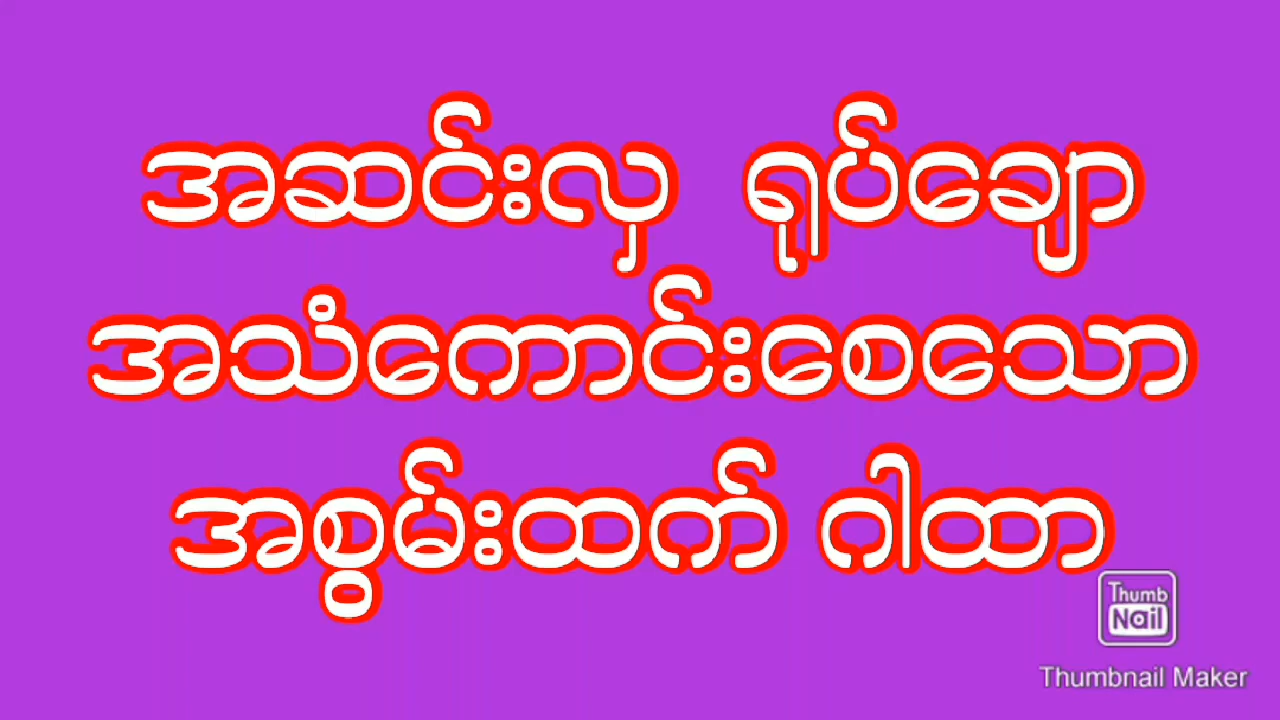 အဆင်းလှ ရုပ်ချော
အသံကောင်းစေသော
အစွမ်းထက် ဂါထာ
Thumb
Nail
Thumbnail Maker